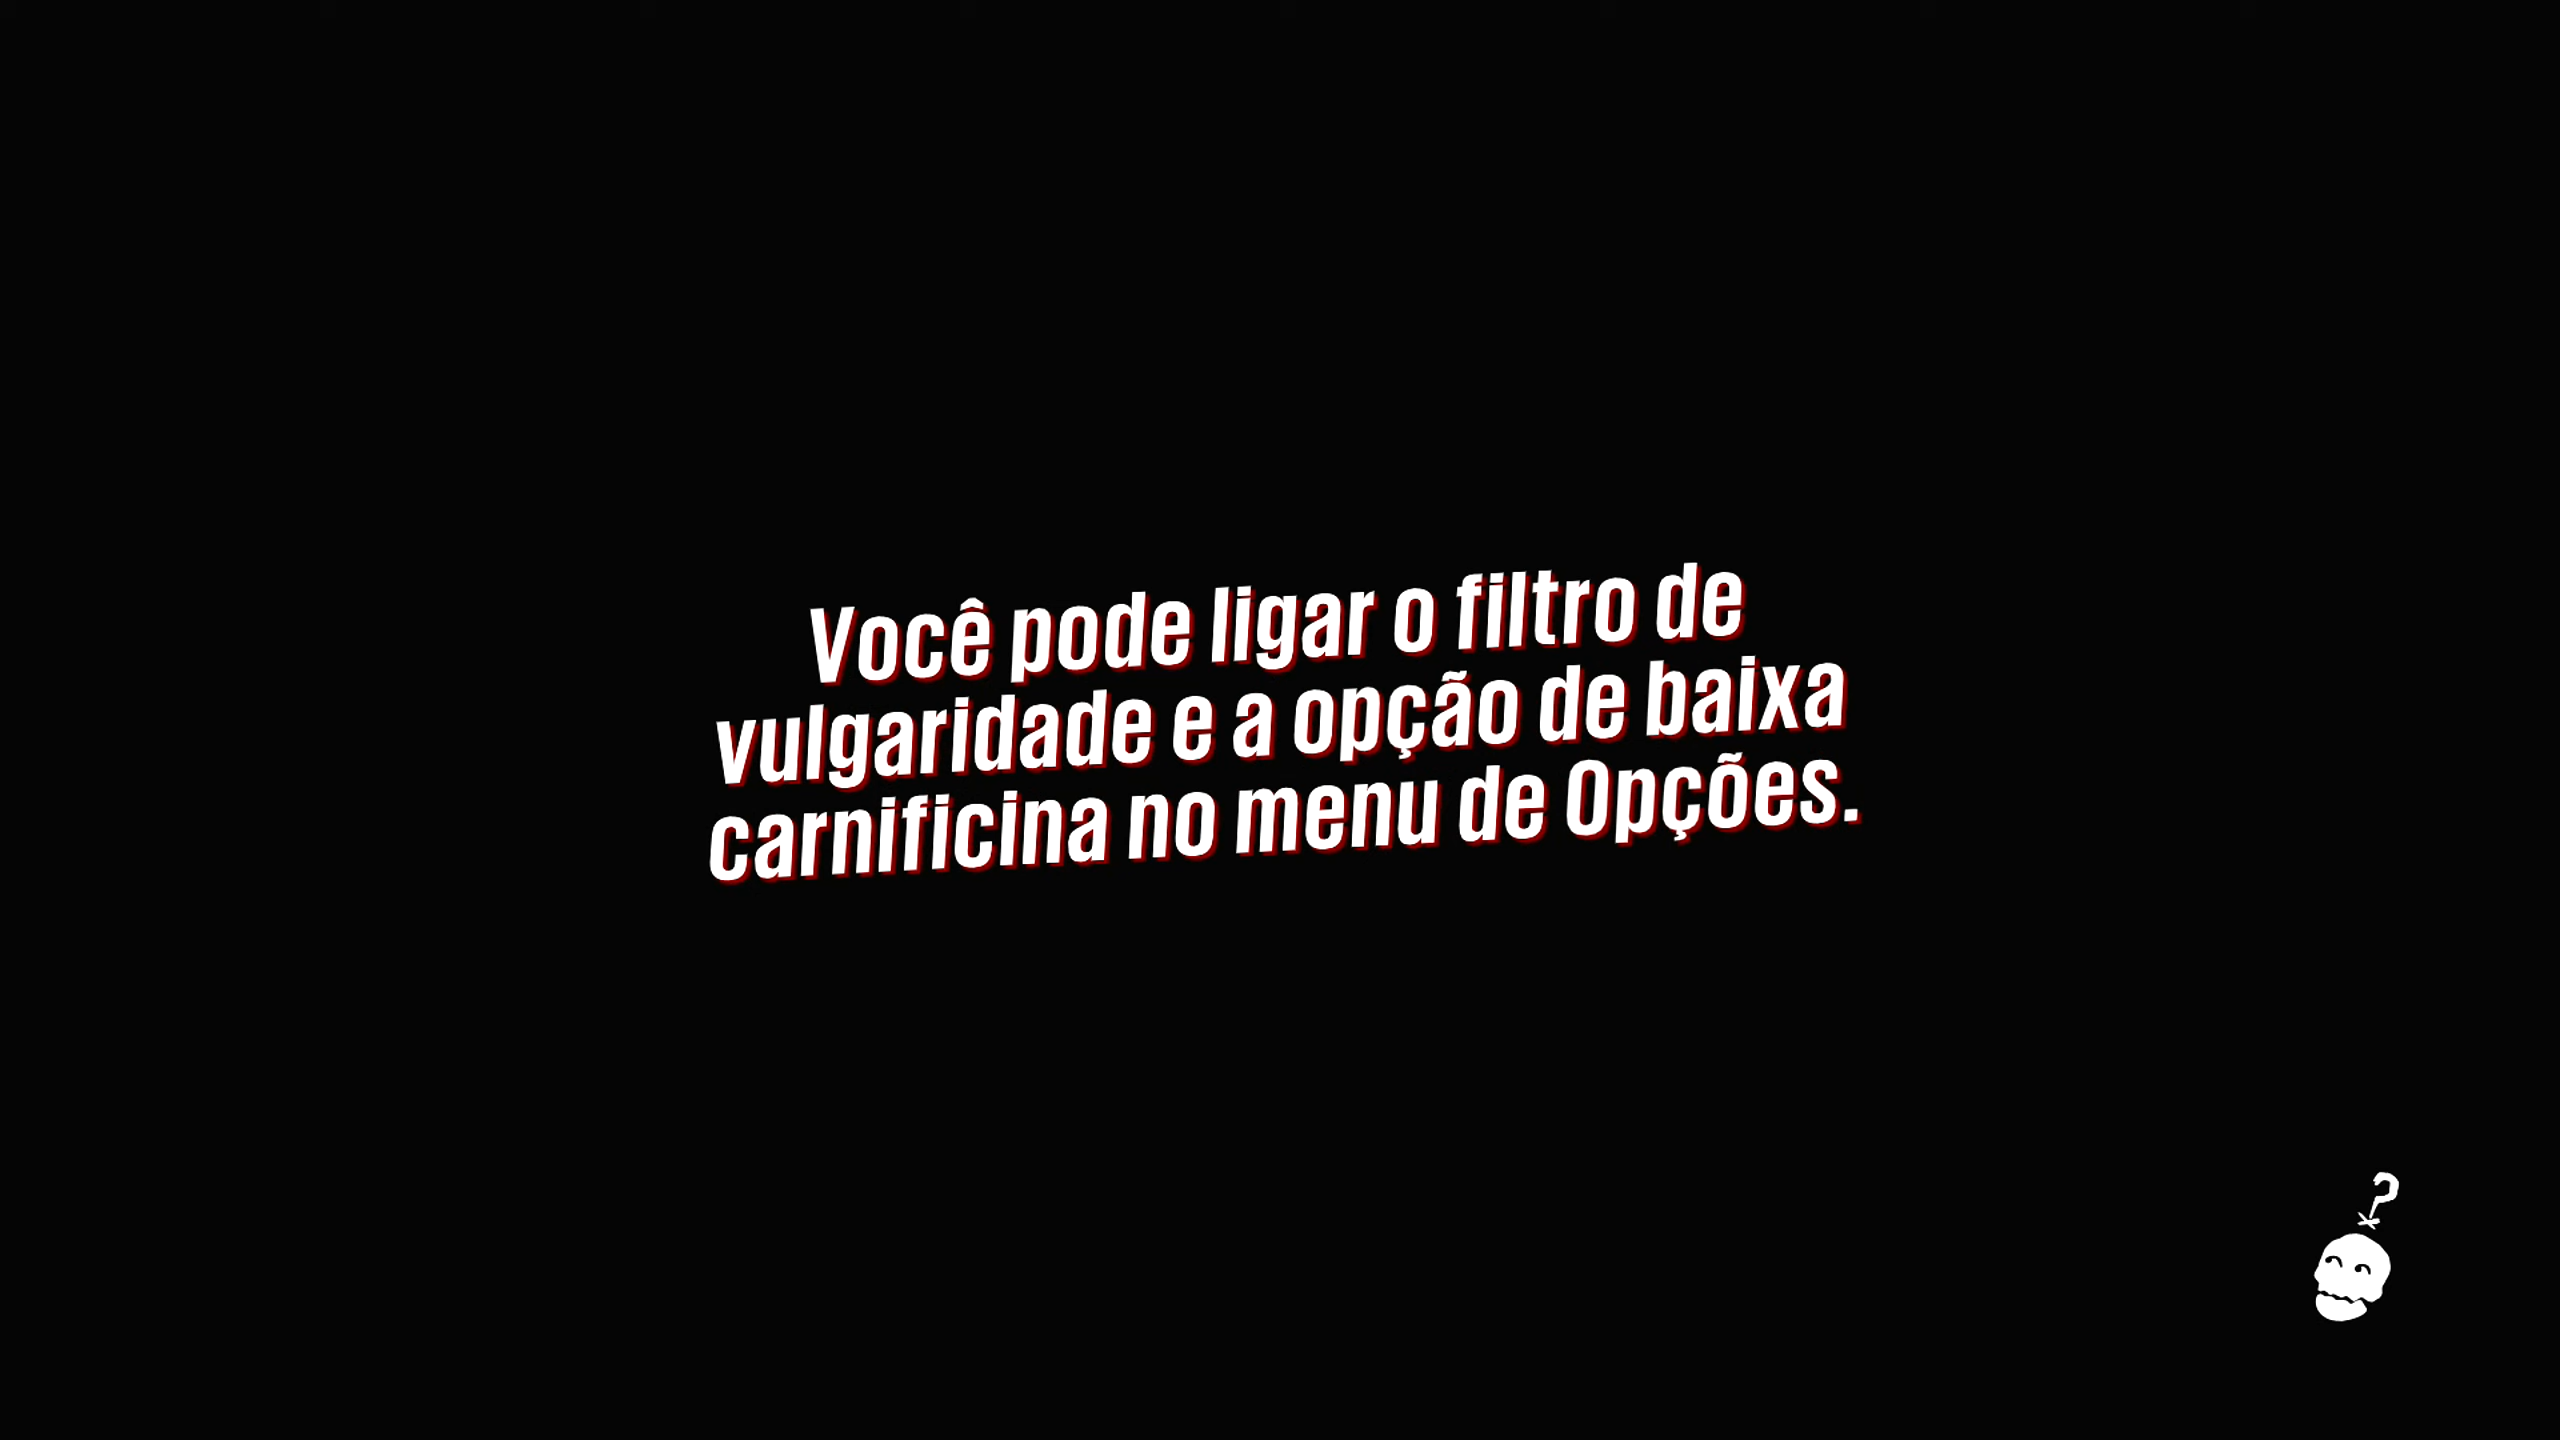 Você pode ligar o filtro de
vulgaridade e a opção de baixa
carnificina no menu de Opções.
?